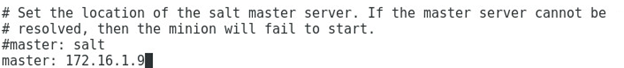 # Set the location of the salt master server. If the master server cannot be
# resolved, then the minion will fail to start.
#master: salt
master: 172.16.1.9